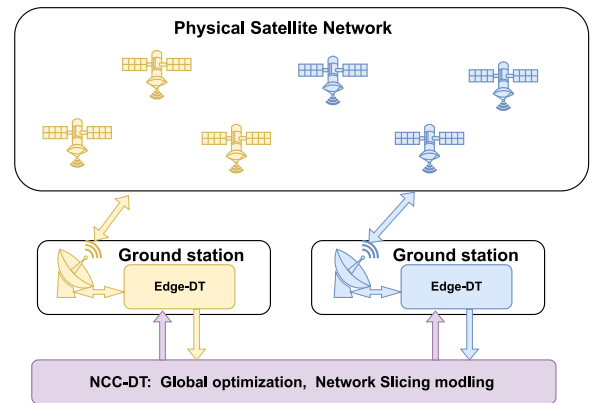 Physical Satellite Network
Ground station
Edge-DT
Ground station
Edge-DT
NCC-DT: Global optimization, Network Slicing modling